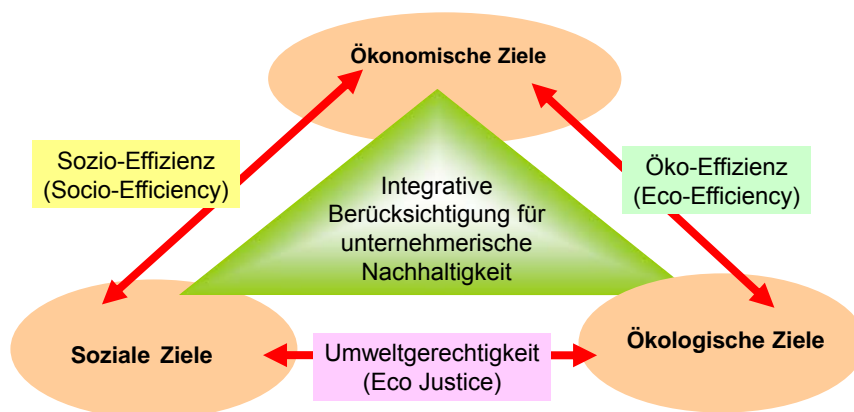 Ökonomische Ziele
Sozio-Effizienz
(Socio-Efficiency)
Öko-Effizienz
(Eco-Efficiency)
Integrative
Berücksichtigung für
unternehmerische
Nachhaltigkeit
Soziale Ziele
Umweltgerechtigkeit
(Eco Justice)
Ökologische Ziele